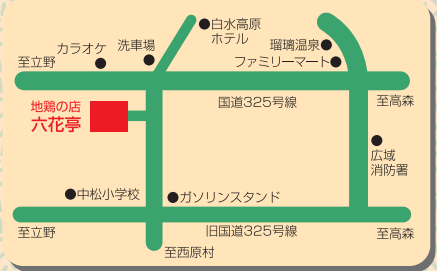 白水高原
ホテル
カラオケ
洗車場
瑠璃温泉
ファミリーマート
至立野
国道325号線
至高森
地鶏の店
六花亭
広域
消防署
中松小学校
ガソリンスタンド
至立野
旧国道325号線
至高森
至西原村